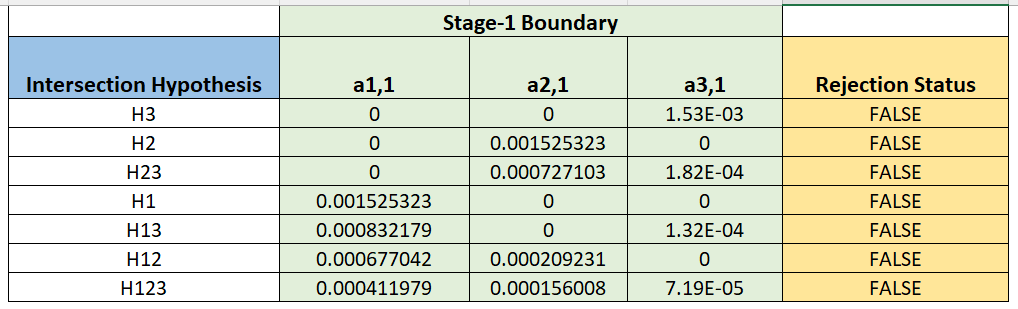 Stage-1 Boundary
Intersection Hypothesis a1,1 a2,1 a3,1 Rejection Status
H3 0 0 1.53E-03 FALSE
H2 0 0.001525323 0 FALSE
H23 0 0.000727103 1.82E-04 FALSE
H1 0.001525323 0 0 FALSE
H13 0.000832179 0 1.32E-04 FALSE
H12 0.000677042 0.000209231 0 FALSE
H123 0.000411979 0.000156008 7.19E-05 FALSE